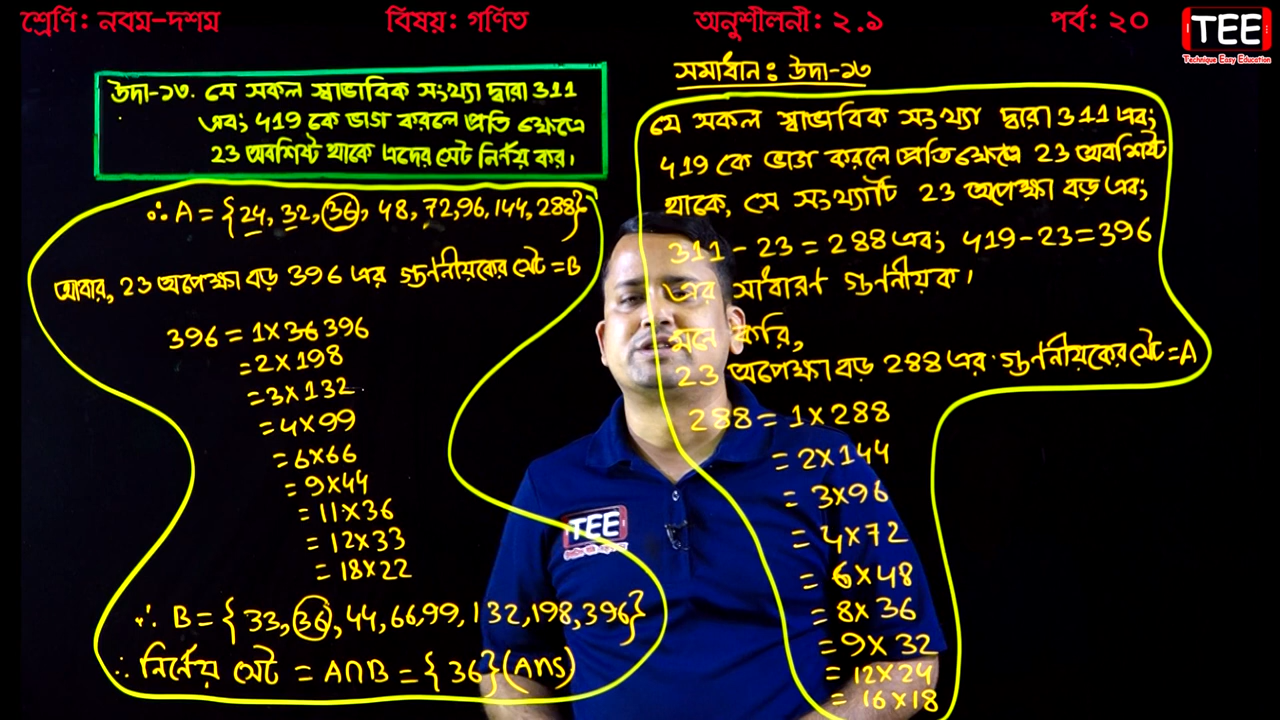 শ্রেণি: নবম-দশম
বিষয়: গণিত
অনুশীলনী: ২.১
পর্ব: ২০
TEE
Technique Easy Education
উদা-১৩. যে সকল স্বাভাবিক সংখ্যা দ্বারা 311
এবং 419 কে ভাগ করলে প্রতি ক্ষেত্রে
23 অবশিষ্ট থাকে এদের সেট নির্ণয় কর।
সমাধান: উদা-১৩
যে সকল স্বাভাবিক সংখ্যা দ্বারা 311 এবং
419 কে ভাগ করলে প্রতিক্ষেত্রে 23 অবশিষ্ট
থাকে, সে সংখ্যাটি 23 অপেক্ষা বড় এবং
311 - 23 = 288 এবং 419 - 23 = 396
এর সাধারণ গুণনীয়ক।
মনে করি,
23 অপেক্ষা বড় 288 এর গুণনীয়কের সেট = A
288 = 1 × 288
= 2 × 144
= 3 × 96
= 4 × 72
= 6 × 48
= 8 × 36
= 9 × 32
= 12 × 24
= 16 × 18
∴ A = {24, 32, 36, 48, 72, 96, 144, 288}
আবার, 23 অপেক্ষা বড় 396 এর গুণনীয়কের সেট = B
396 = 1 × 36 396
= 2 × 198
= 3 × 132
= 4 × 99
= 6 × 66
= 9 × 44
= 11 × 36
= 12 × 33
= 18 × 22
∴ B = {33, 36, 44, 66, 99, 132, 198, 396}
∴ নির্ণেয় সেট = A∩B = {36} (Ans)
TEE